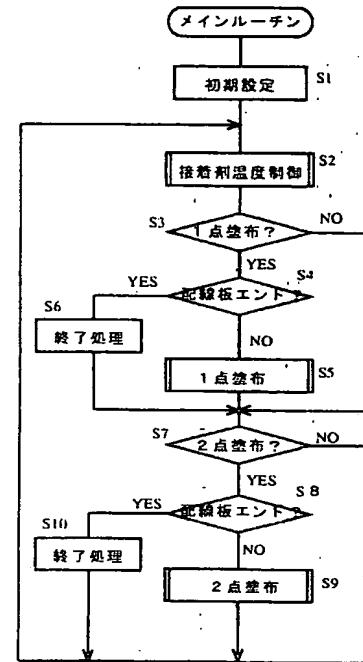 メインルーチン
初期設定
S1
接着剤温度制御
S2
S3
1点塗布?
NO
YES
S4
YES
配線板エンド?
S6
終了処理
NO
1点塗布
S5
S7
2点塗布?
NO
YES
S8
YES
配線板エンド?
S10
終了処理
NO
2点塗布
S9